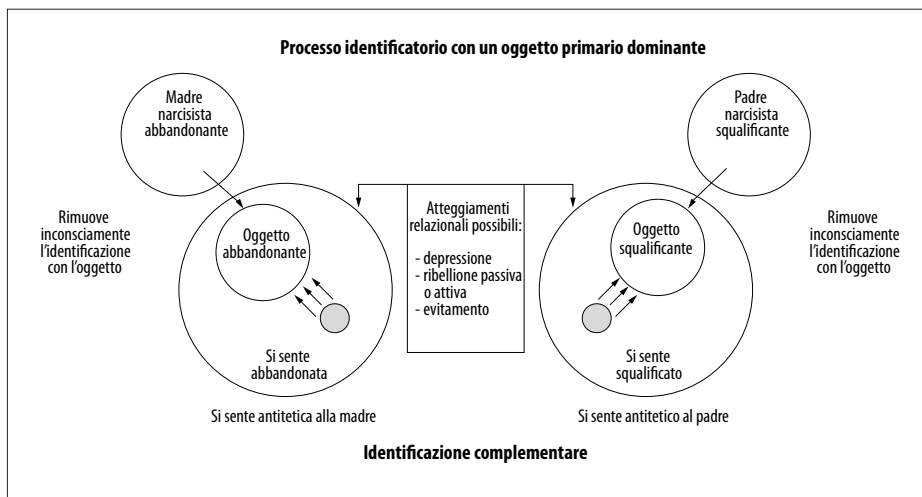 Processo identificatorio con un oggetto primario dominante
Madre
narcisista
abbandonante
Padre
narcisista
squalificante
Rimuove
inconsciamente
l'identificazione
con l'oggetto
Oggetto
abbandonante
Si sente
abbandonata
Atteggiamenti
relazionali possibili:
- depressione
- ribellione passiva
o attiva
- evitamento
Oggetto
squalificante
Si sente
squalificato
Rimuove
inconsciamente
l'identificazione
con l'oggetto
Si sente antitetica alla madre
Si sente antitetico al padre
Identificazione complementare